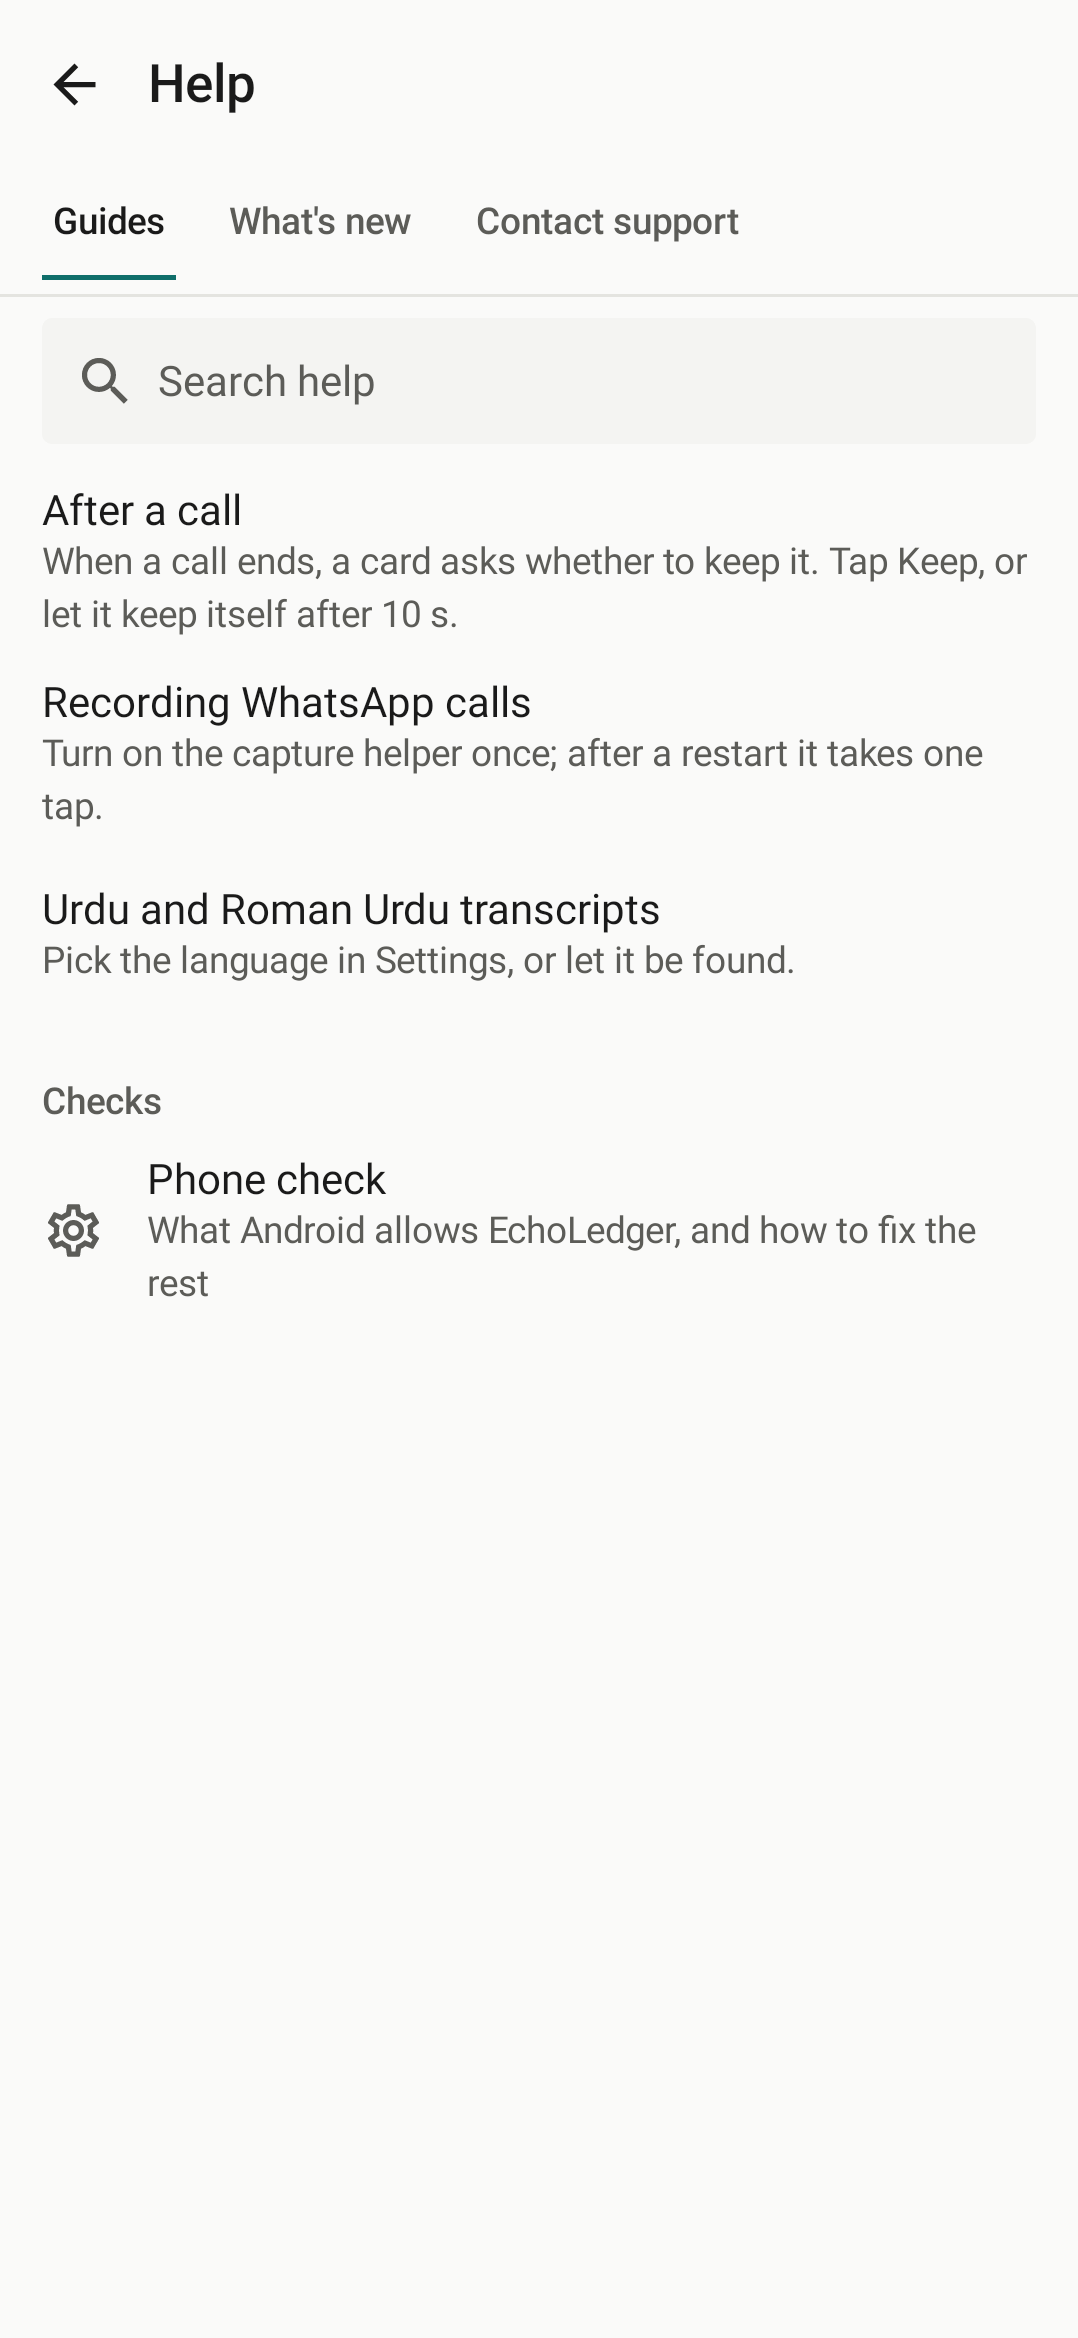 Help
Guides
What's new
Contact support
Search help
After a call
When a call ends, a card asks whether to keep it. Tap Keep, or
let it keep itself after 10 s.
Recording WhatsApp calls
Turn on the capture helper once; after a restart it takes one
tap.
Urdu and Roman Urdu transcripts
Pick the language in Settings, or let it be found.
Checks
Phone check
What Android allows EchoLedger, and how to fix the
rest